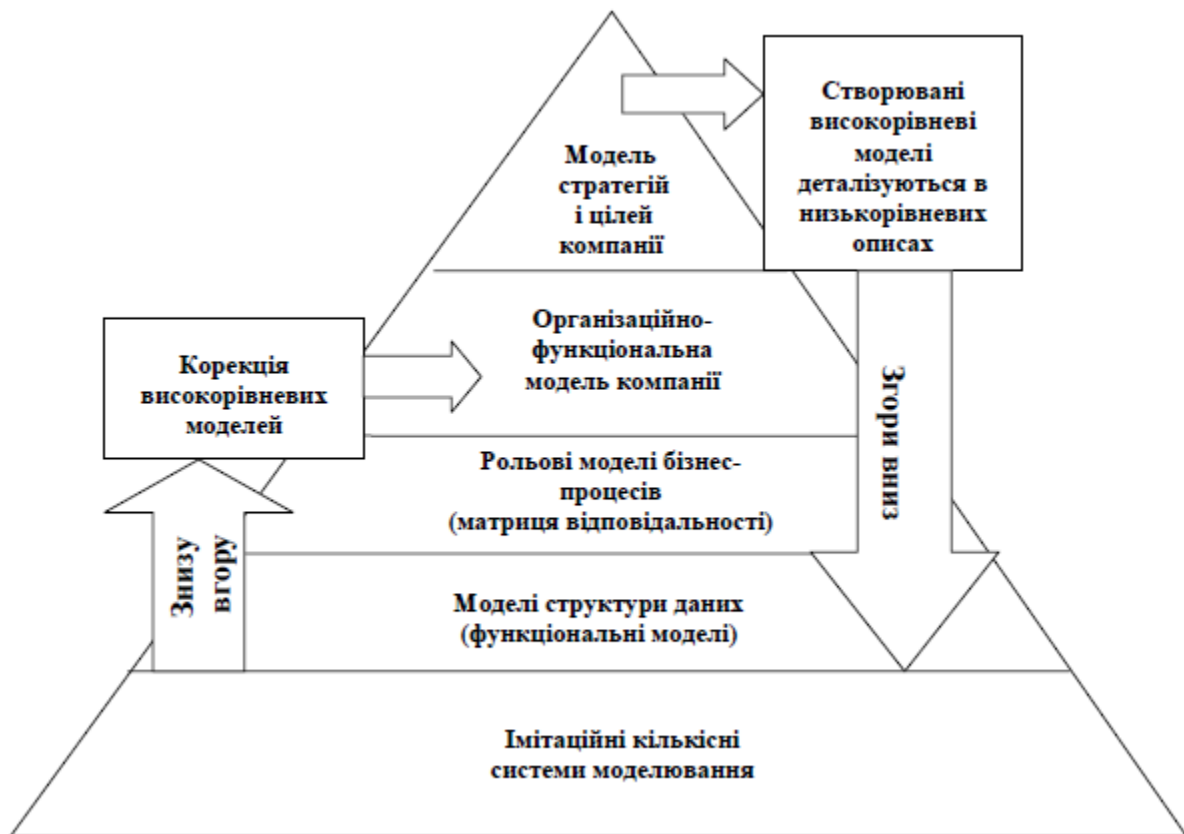 Створювані
високорівневі
моделі
деталізуються в
низькорівневих
описах
Модель
стратегій
і цілей
компанії
Організаційно-
функціональна
модель компанії
Корекція
високорівневих
моделей
Згори вниз
Рольові моделі бізнес-
процесів
(матриця відповідальності)
Знизу
вгору
Моделі структури даних
(функціональні моделі)
Імітаційні кількісні
системи моделювання